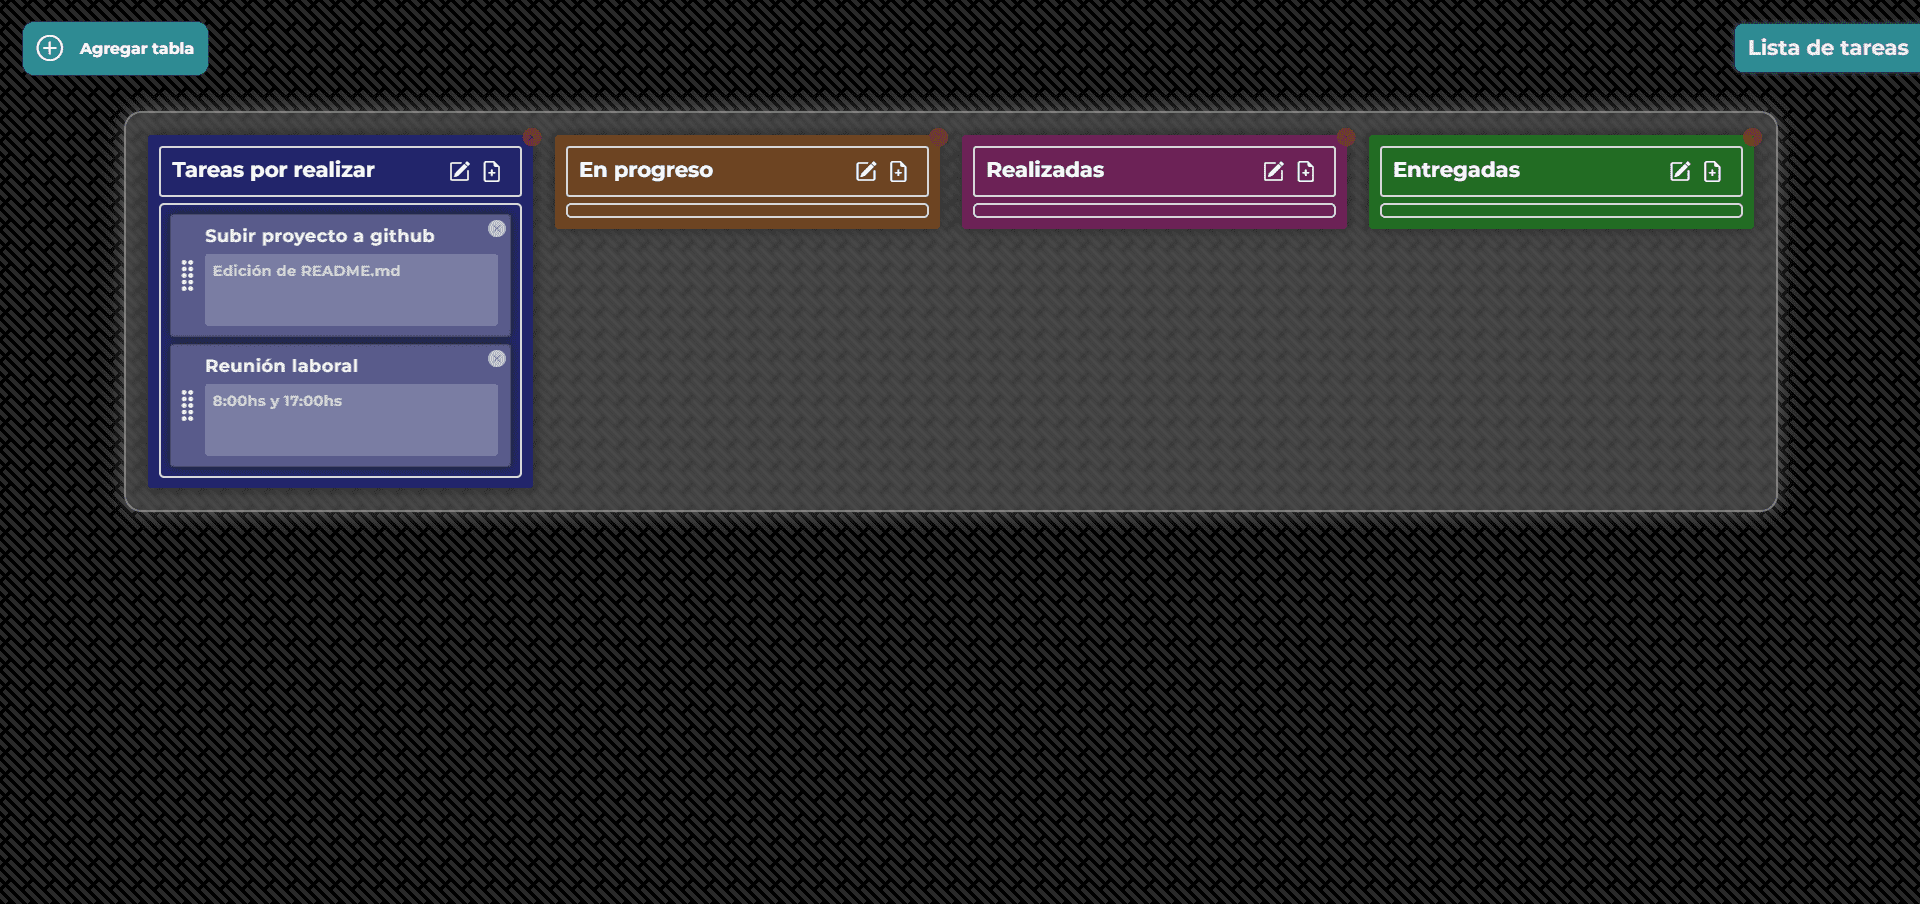 Agregar tabla
Lista de tareas
Tareas por realizar
En progreso
Realizadas
Entregadas
Subir proyecto a github
Edición de README.md
Reunión laboral
8:00hs y 17:00hs